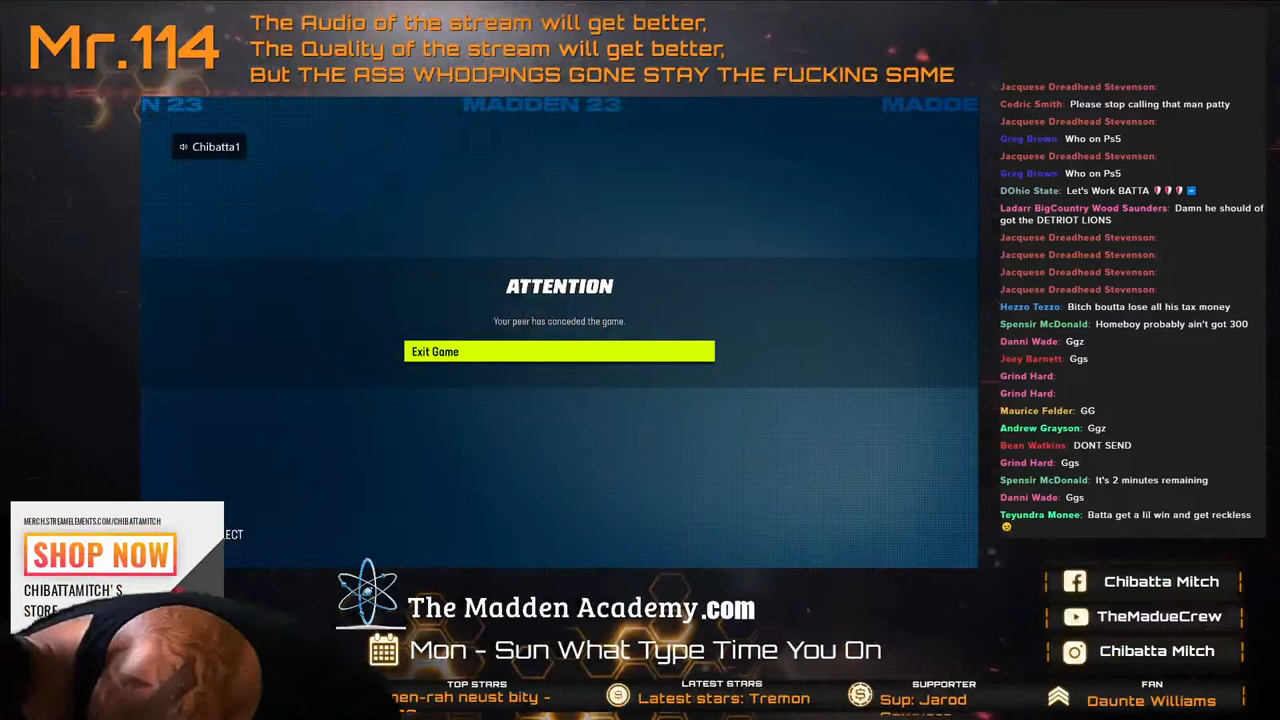 Mr.114
The Audio of the stream will get better,
The Quality of the stream will get better,
But THE ASS WHOOPINGS GONE STAY THE FUCKING SAME
N 23
MADDEN 23
MADDE
Chibatta1
ATTENTION
Your peer has conceded the game.
Exit Game
ECT
Jacquese Dreadhead Stevenson:
Cedric Smith: Please stop calling that man patty
Jacquese Dreadhead Stevenson:
Greg Brown: Who on Ps5
Jacquese Dreadhead Stevenson:
Greg Brown: Who on Ps5
DOhio State: Let's Work BATTA
Ladarr BigCountry Wood Saunders: Damn he should of
got the DETRIOT LIONS
Jacquese Dreadhead Stevenson:
Jacquese Dreadhead Stevenson:
Jacquese Dreadhead Stevenson:
Jacquese Dreadhead Stevenson:
Hezzo Tezzo: Bitch boutta lose all his tax money
Spensir McDonald: Homeboy probably ain't got 300
Danni Wade: Ggz
Joey Barnett: Ggs
Grind Hard:
Grind Hard:
Maurice Felder: GG
Andrew Grayson: Ggz
Bean Watkins: DONT SEND
Grind Hard: Ggs
Spensir McDonald: It's 2 minutes remaining
Danni Wade: Ggs
Teyundra Monee: Batta get a lil win and get reckless
MERCH.STREAMELEMENTS.COM/CHIBATTAMITCH
SHOP NOW
CHIBATTAMITCH'S
STORE
The Madden Academy.com
Mon - Sun What Type Time You On
Chibatta Mitch
TheMadueCrew
Chibatta Mitch
TOP STARS
men-rah neust bity -
LATEST STARS
Latest stars: Tremon
SUPPORTER
Sup: Jarod
FAN
Daunte Williams